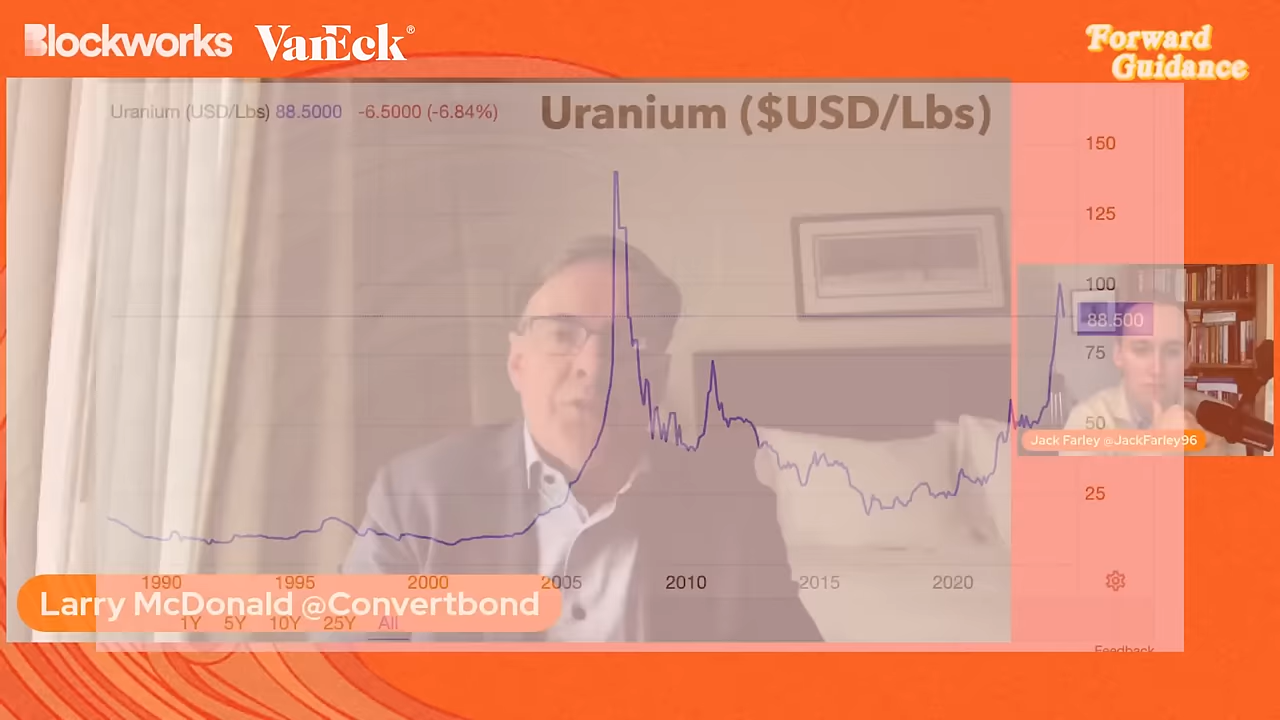 Blockworks
VanEck®
Forward
Guidance
Uranium (USD/Lbs) 88.5000 -6.5000 (-6.84%)
Uranium ($USD/Lbs)
150
125
100
88.500
75
50
Jack Farley @JackFarley96
25
1990 1995 2000 2005 2010 2015 2020
Larry McDonald @Convertbond
1Y 5Y 10Y 25Y All
Feedback